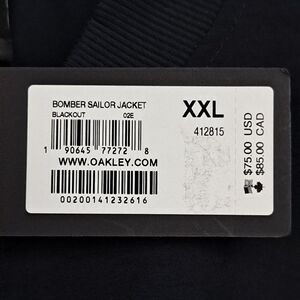 BOMBER SAILOR JACKET
BLACKOUT 02E
XXL
412815
1 90645 77272 8
WWW.OAKLEY.COM
00200141232616
$75.00 USD
$85.00 CAD